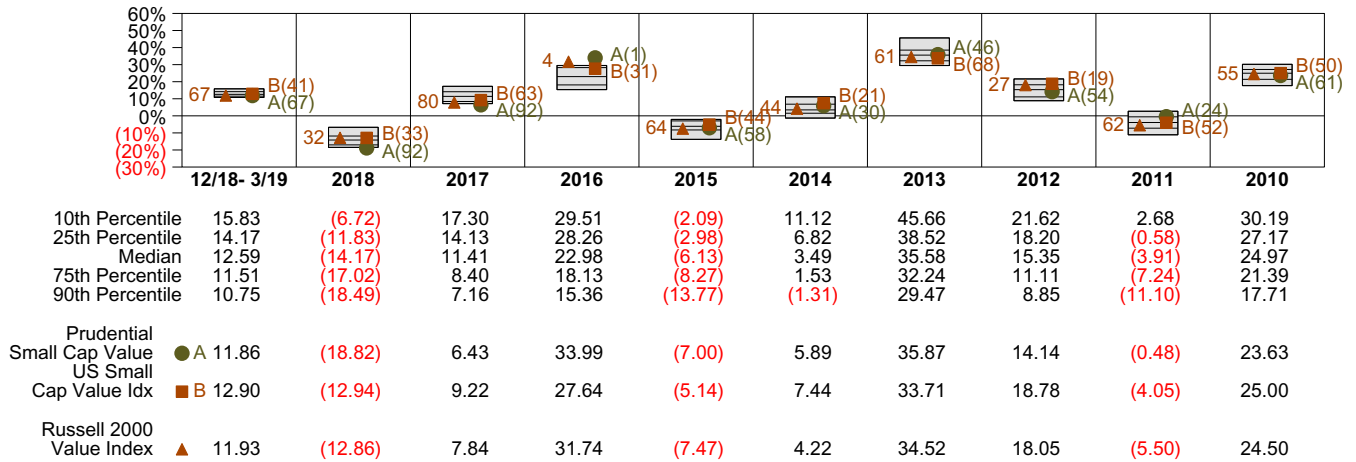 60%
50%
40%
30%
20%
10%
0%
(10%)
(20%)
(30%)
67 B(41) A(67)
32 B(33) A(92)
80 B(63) A(92)
4 A(1) B(31)
64 B(44) A(58)
44 B(21) A(30)
61 A(46) B(68)
27 B(19) A(54)
62 A(24) B(52)
55 B(50) A(61)
12/18- 3/19 2018 2017 2016 2015 2014 2013 2012 2011 2010
10th Percentile 15.83 (6.72) 17.30 29.51 (2.09) 11.12 45.66 21.62 2.68 30.19
25th Percentile 14.17 (11.83) 14.13 28.26 (2.98) 6.82 38.52 18.20 (0.58) 27.17
Median 12.59 (14.17) 11.41 22.98 (6.13) 3.49 35.58 15.35 (3.91) 24.97
75th Percentile 11.51 (17.02) 8.40 18.13 (8.27) 1.53 32.24 11.11 (7.24) 21.39
90th Percentile 10.75 (18.49) 7.16 15.36 (13.77) (1.31) 29.47 8.85 (11.10) 17.71
Prudential
Small Cap Value A 11.86 (18.82) 6.43 33.99 (7.00) 5.89 35.87 14.14 (0.48) 23.63
US Small
Cap Value Idx B 12.90 (12.94) 9.22 27.64 (5.14) 7.44 33.71 18.78 (4.05) 25.00
Russell 2000
Value Index 11.93 (12.86) 7.84 31.74 (7.47) 4.22 34.52 18.05 (5.50) 24.50